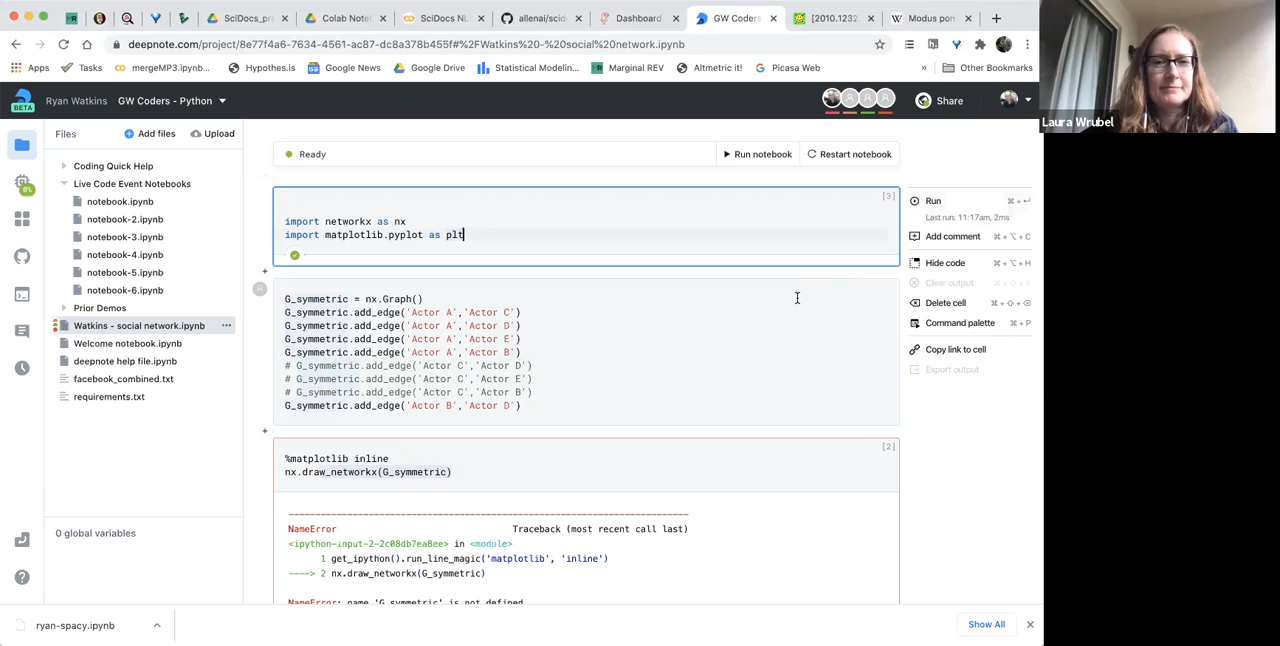 SciDocs_pre
Colab Note
SciDocs NL
allenai/scid
Dashboard
GW Coders
[2010.1232
Modus pon
deepnote.com/project/8e77f4a6-7634-4561-ac87-dc8a378b455f#%2FWatkins%20-%20social%20network.ipynb
Apps
Tasks
mergeMP3.ipynb...
Hypothes.is
Google News
Google Drive
Statistical Modelin...
Marginal REV
Altmetric it!
Picasa Web
»
Other Bookmarks
Laura Wrubel
BETA
Ryan Watkins
GW Coders - Python
Share
Files
Add files
Upload
Coding Quick Help
Live Code Event Notebooks
notebook.ipynb
notebook-2.ipynb
notebook-3.ipynb
notebook-4.ipynb
notebook-5.ipynb
notebook-6.ipynb
Prior Demos
Watkins - social network.ipynb
Welcome notebook.ipynb
deepnote help file.ipynb
facebook_combined.txt
requirements.txt
0 global variables
Ready
Run notebook
Restart notebook
[3]
import networkx as nx
import matplotlib.pyplot as plt
G_symmetric = nx.Graph()
G_symmetric.add_edge('Actor A','Actor C')
G_symmetric.add_edge('Actor A','Actor D')
G_symmetric.add_edge('Actor A','Actor E')
G_symmetric.add_edge('Actor A','Actor B')
# G_symmetric.add_edge('Actor C','Actor D')
# G_symmetric.add_edge('Actor C','Actor E')
# G_symmetric.add_edge('Actor C','Actor B')
G_symmetric.add_edge('Actor B','Actor D')
[2]
%matplotlib inline
nx.draw_networkx(G_symmetric)
NameError Traceback (most recent call last)
<ipython-input-2-2c08db7ea8ee> in <module>
1 get_ipython().run_line_magic('matplotlib', 'inline')
----> 2 nx.draw_networkx(G_symmetric)
NameError: name 'G_symmetric' is not defined
Run
Last run: 11:17am, 2ms
Add comment
Hide code
Clear output
Delete cell
Command palette
Copy link to cell
Export output
ryan-spacy.ipynb
Show All